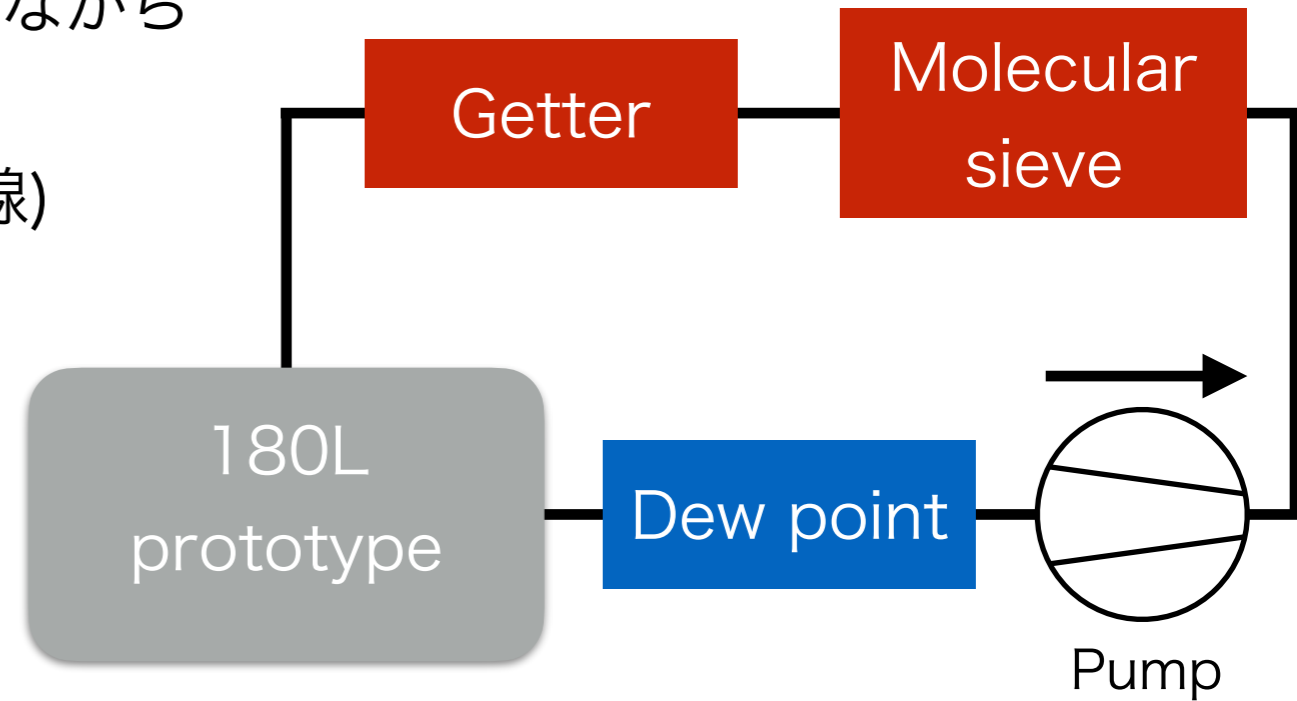 ながら
線)
Getter
Molecular
sieve
180L
prototype
Dew point
Pump